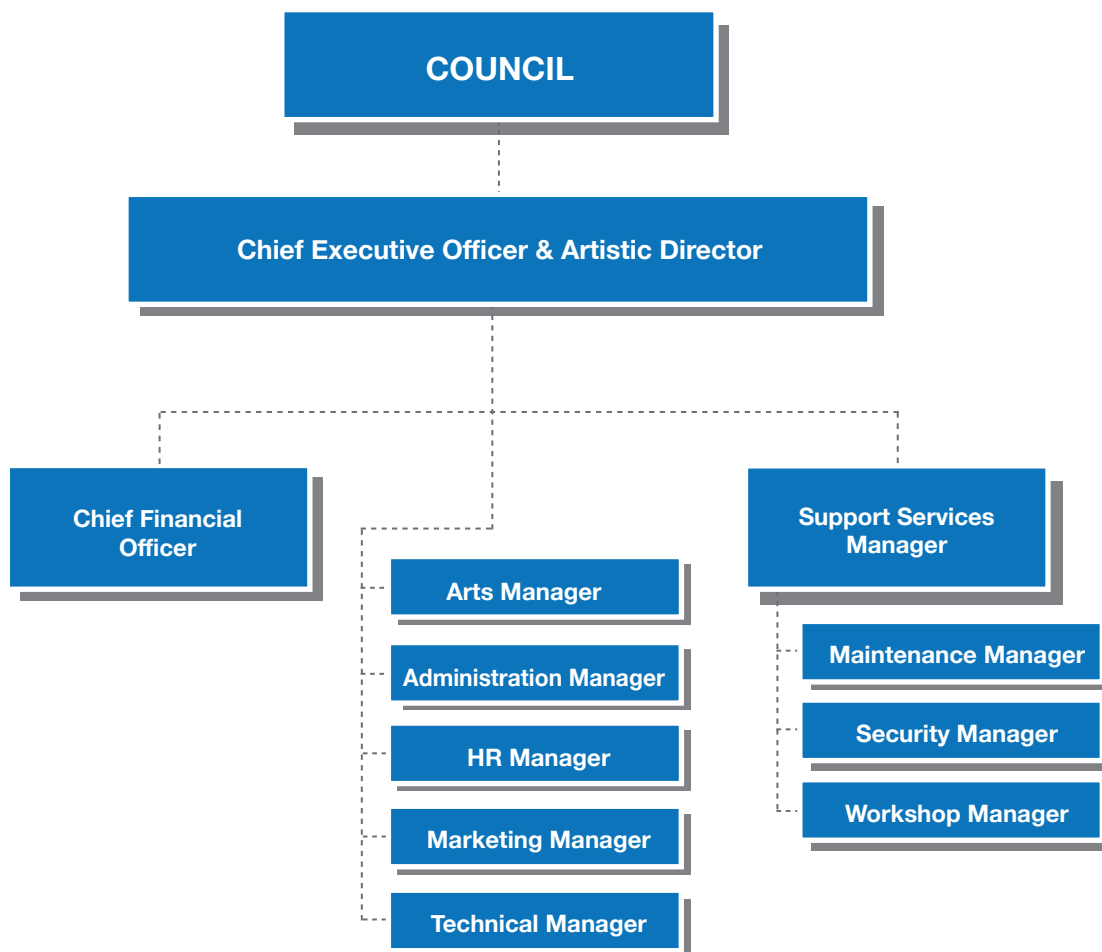 COUNCIL
Chief Executive Officer & Artistic Director
Chief Financial
Officer
Support Services
Manager
Arts Manager
Administration Manager
HR Manager
Marketing Manager
Technical Manager
Maintenance Manager
Security Manager
Workshop Manager